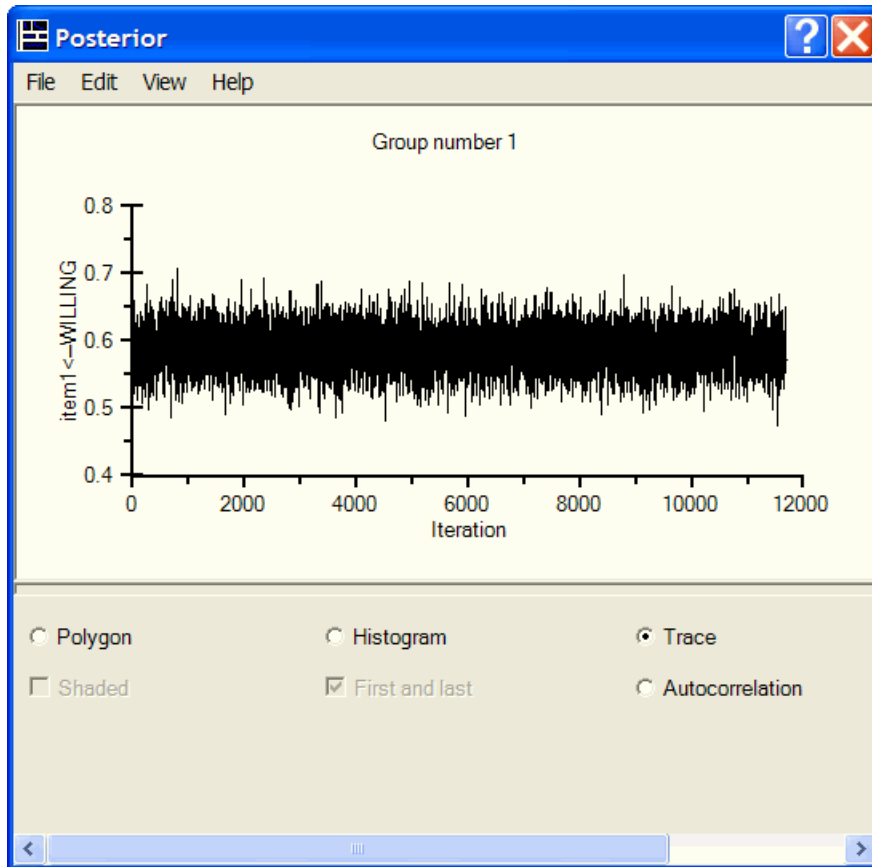 Posterior
File Edit View Help
Group number 1
item1<--WILLING
0.8
0.7
0.6
0.5
0.4
0 2000 4000 6000 8000 10000 12000
Iteration
Polygon Histogram Trace
Shaded First and last Autocorrelation